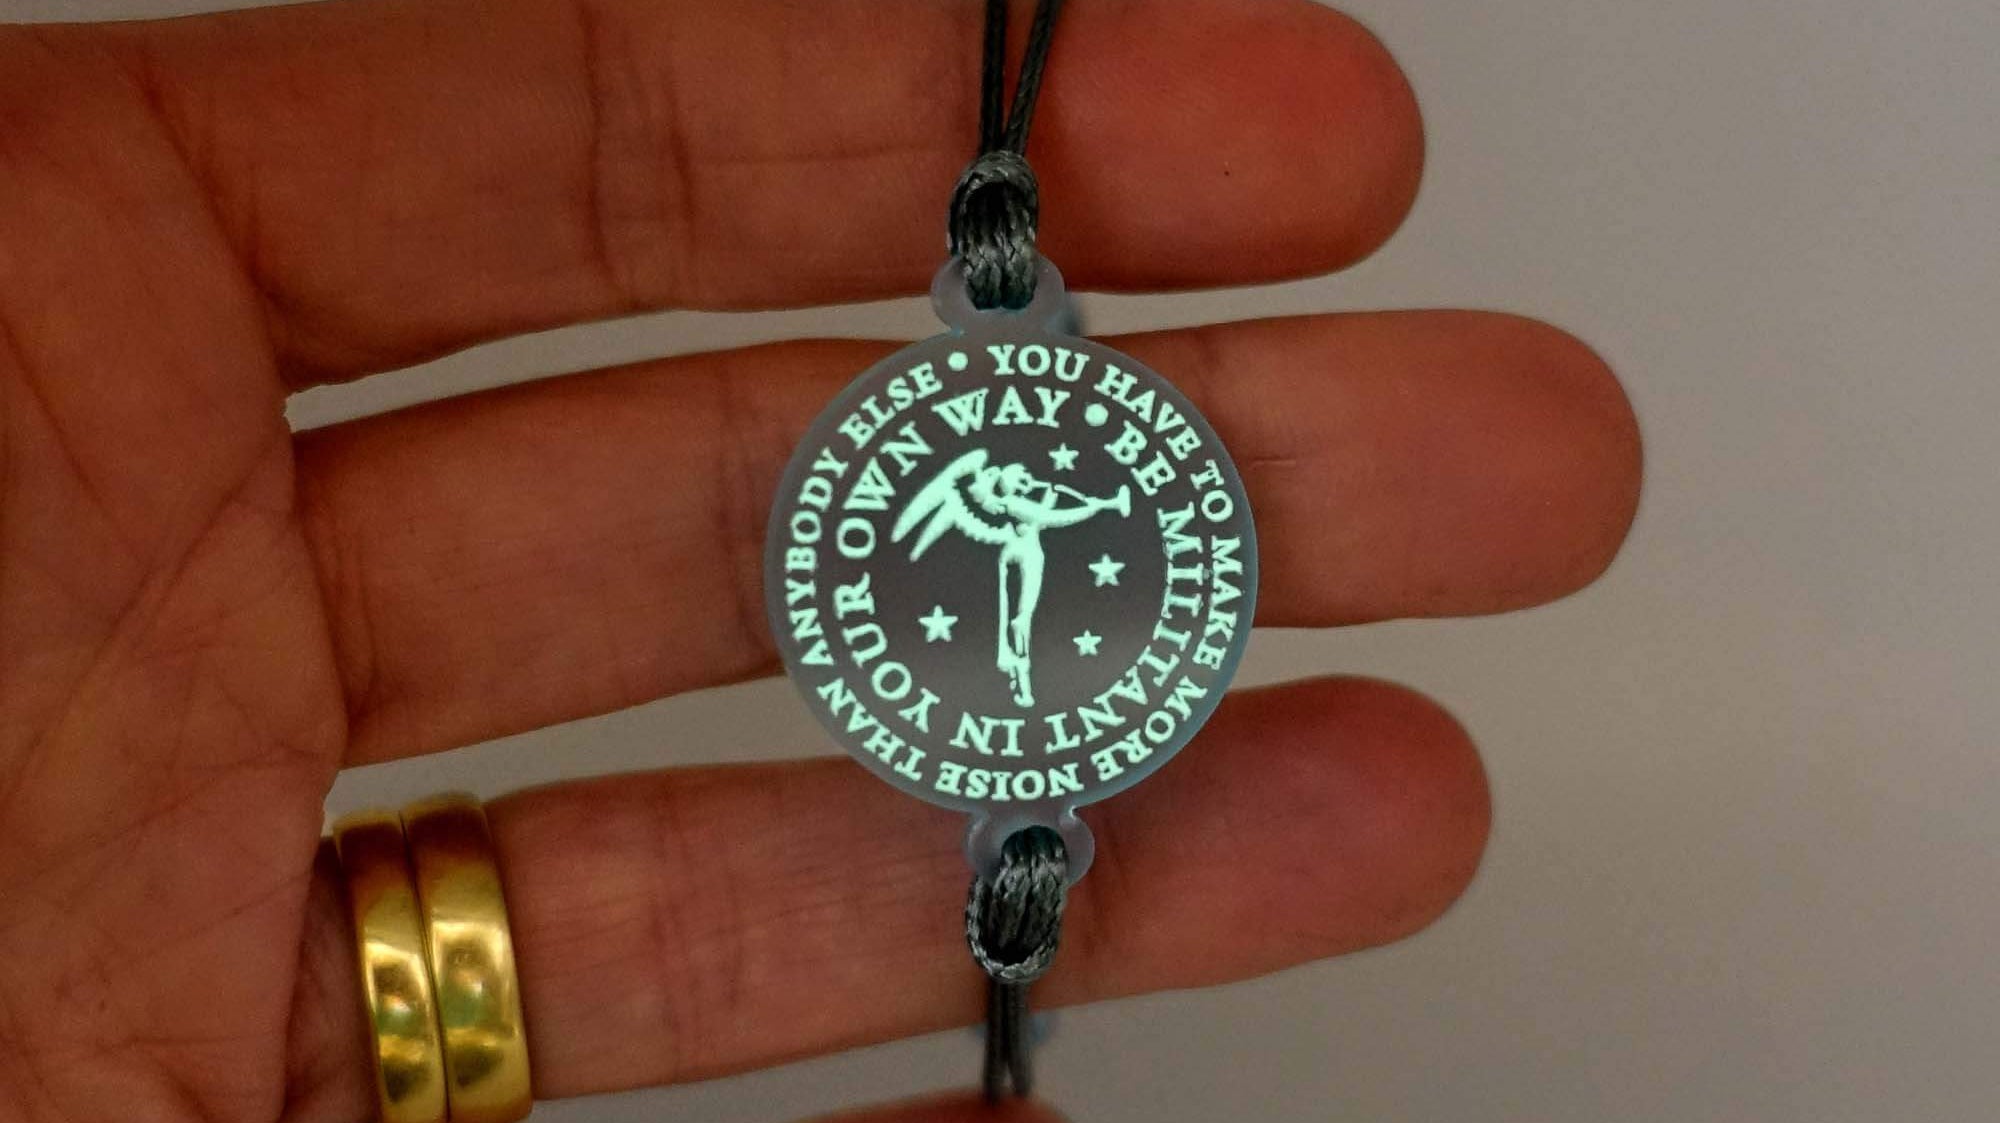 • YOU HAVE TO MAKE MORE NOISE THAN ANYBODY ELSE
• BE MILITANT IN YOUR OWN WAY